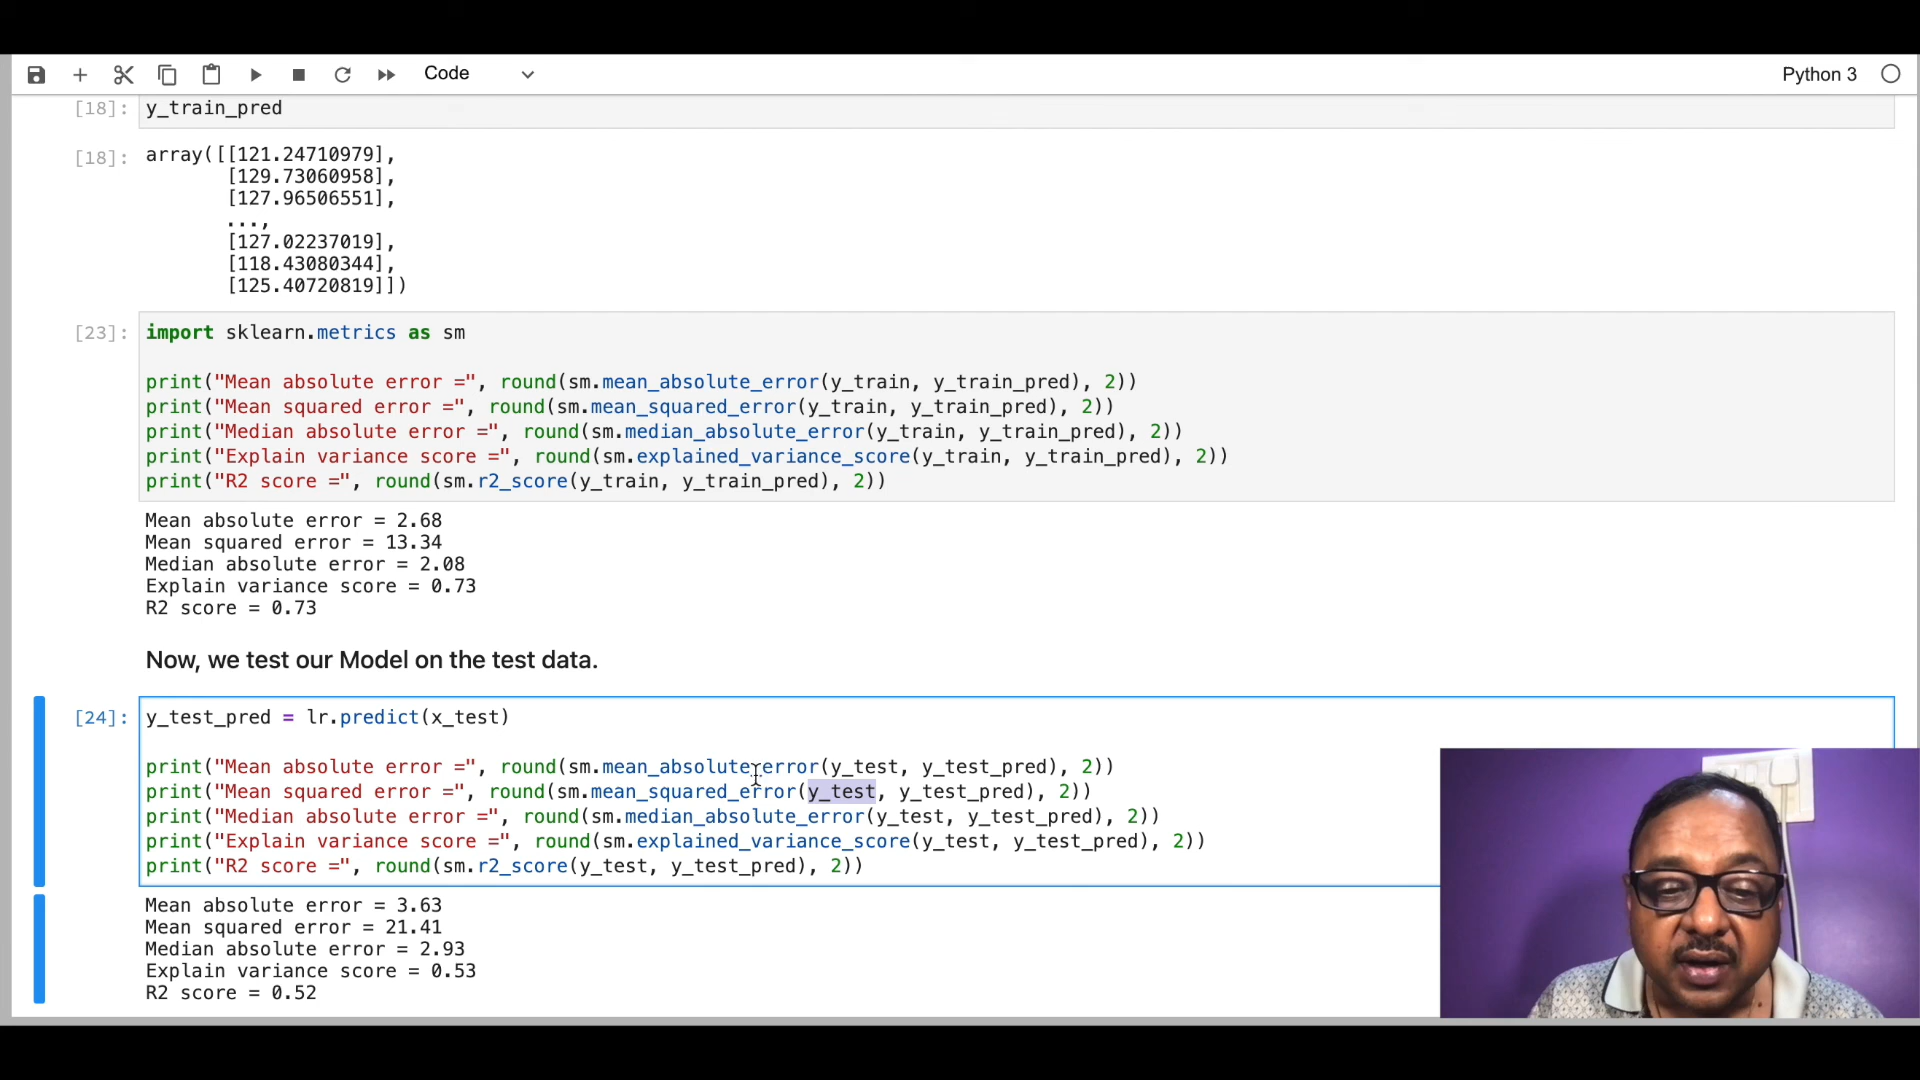 Code
Python 3
[18]: y_train_pred
[18]: array([[121.24710979],
[129.73060958],
[127.96506551],
...,
[127.02237019],
[118.43080344],
[125.40720819]])
[23]: import sklearn.metrics as sm
print("Mean absolute error =", round(sm.mean_absolute_error(y_train, y_train_pred), 2))
print("Mean squared error =", round(sm.mean_squared_error(y_train, y_train_pred), 2))
print("Median absolute error =", round(sm.median_absolute_error(y_train, y_train_pred), 2))
print("Explain variance score =", round(sm.explained_variance_score(y_train, y_train_pred), 2))
print("R2 score =", round(sm.r2_score(y_train, y_train_pred), 2))
Mean absolute error = 2.68
Mean squared error = 13.34
Median absolute error = 2.08
Explain variance score = 0.73
R2 score = 0.73
Now, we test our Model on the test data.
[24]: y_test_pred = lr.predict(x_test)
print("Mean absolute error =", round(sm.mean_absolute_error(y_test, y_test_pred), 2))
print("Mean squared error =", round(sm.mean_squared_error(y_test, y_test_pred), 2))
print("Median absolute error =", round(sm.median_absolute_error(y_test, y_test_pred), 2))
print("Explain variance score =", round(sm.explained_variance_score(y_test, y_test_pred), 2))
print("R2 score =", round(sm.r2_score(y_test, y_test_pred), 2))
Mean absolute error = 3.63
Mean squared error = 21.41
Median absolute error = 2.93
Explain variance score = 0.53
R2 score = 0.52